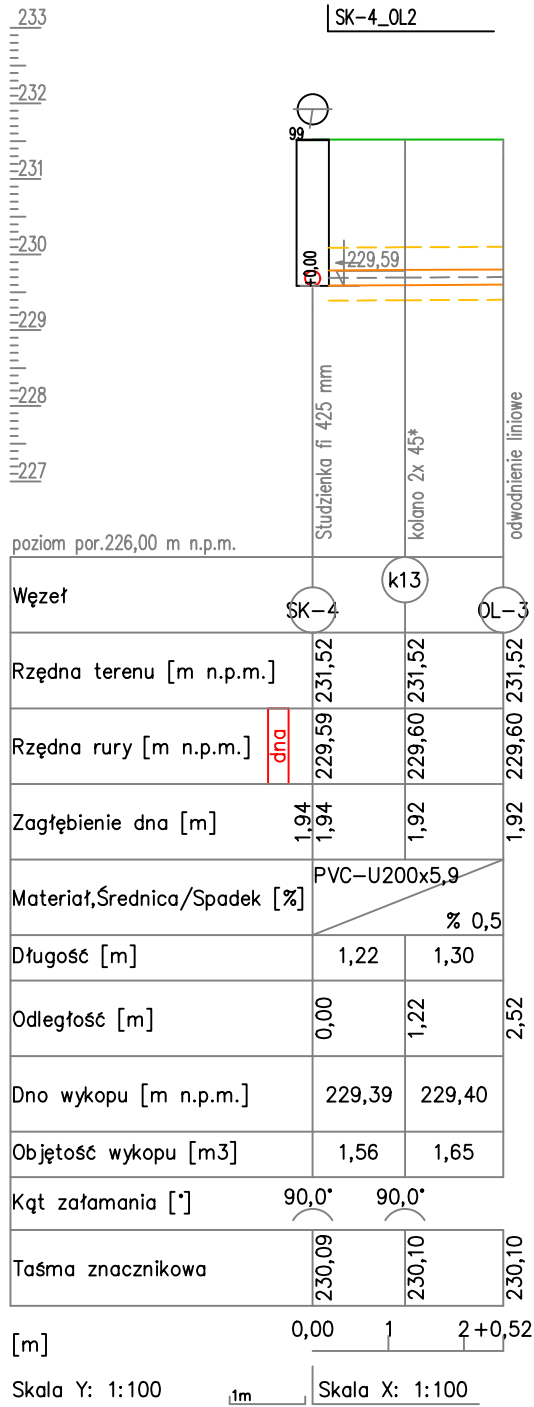 SK-4_OL2
233
232
231
230
229
228
227
99
+0,00
229,59
Studzienka fi 425 mm
kolano 2x 45*
odwodnienie liniowe
poziom por.226,00 m n.p.m.
Węzeł
SK-4
k13
OL-3
Rzędna terenu [m n.p.m.]
231,52
231,52
231,52
Rzędna rury [m n.p.m.]
dna
229,59
229,60
229,60
Zagłębienie dna [m]
1,94
1,94
1,92
1,92
Materiał,Średnica/Spadek [%]
PVC-U200x5,9
% 0,5
Długość [m]
1,22
1,30
Odległość [m]
0,00
1,22
2,52
Dno wykopu [m n.p.m.]
229,39
229,40
Objętość wykopu [m3]
1,56
1,65
Kąt załamania [°]
90,0°
90,0°
Taśma znacznikowa
230,09
230,10
230,10
[m]
0,00
1
2+0,52
Skala Y: 1:100
1m
Skala X: 1:100